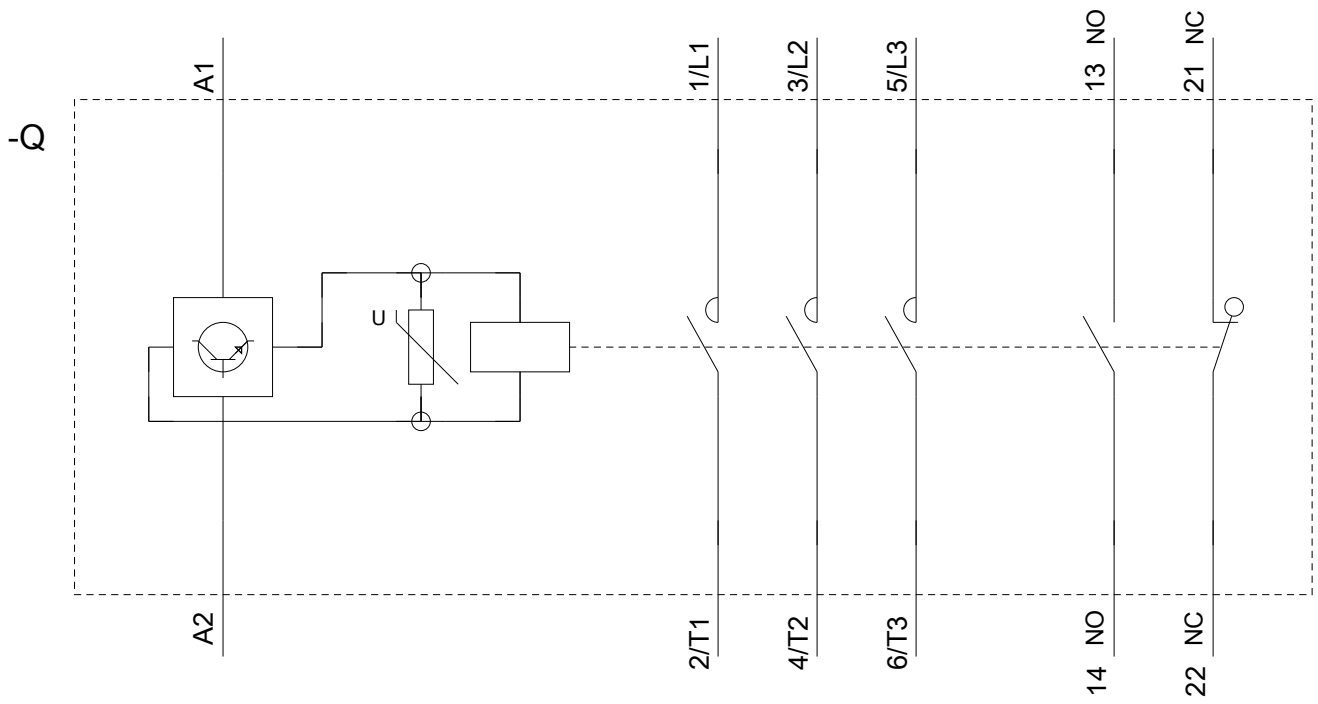 A1
1/L1
3/L2
5/L3
13 NO
21 NC
-Q
U
A2
2/T1
4/T2
6/T3
14 NO
22 NC